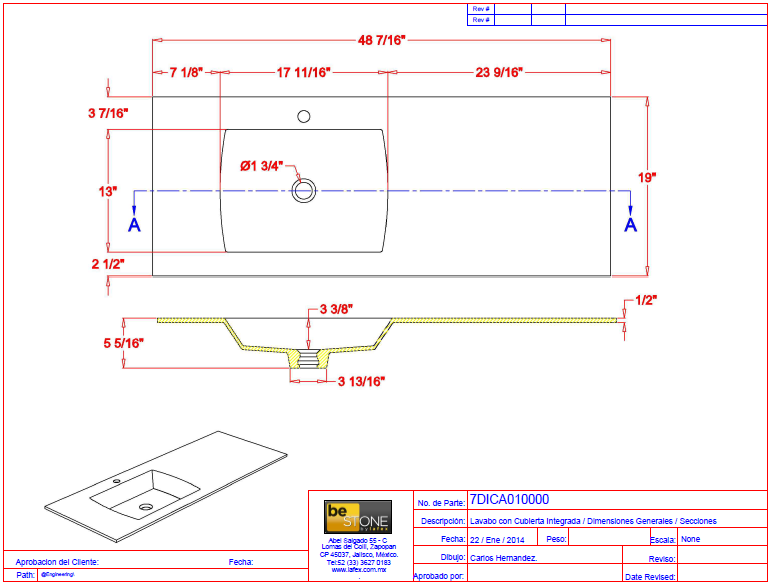 Rev #
Rev #
48 7/16"
7 1/8"
17 11/16"
23 9/16"
3 7/16"
Ø1 3/4"
13"
19"
A
A
2 1/2"
3 3/8"
1/2"
5 5/16"
3 13/16"
be
STONE
by lafex
Abel Salgado 55 - C
Lomas del Colli, Zapopan
CP 45037, Jalisco, México.
Tel:52 (33) 3627 0183
www.lafex.com.mx
.
No. de Parte: 7DICA010000
Descripción: Lavabo con Cubierta Integrada / Dimensiones Generales / Secciones
Fecha: 22 / Ene / 2014 Peso: Escala: None
Dibujo: Carlos Hernandez. Reviso:
Aprobado por: Date Revised:
Aprobacion del Cliente: Fecha:
Path: @Engineering\